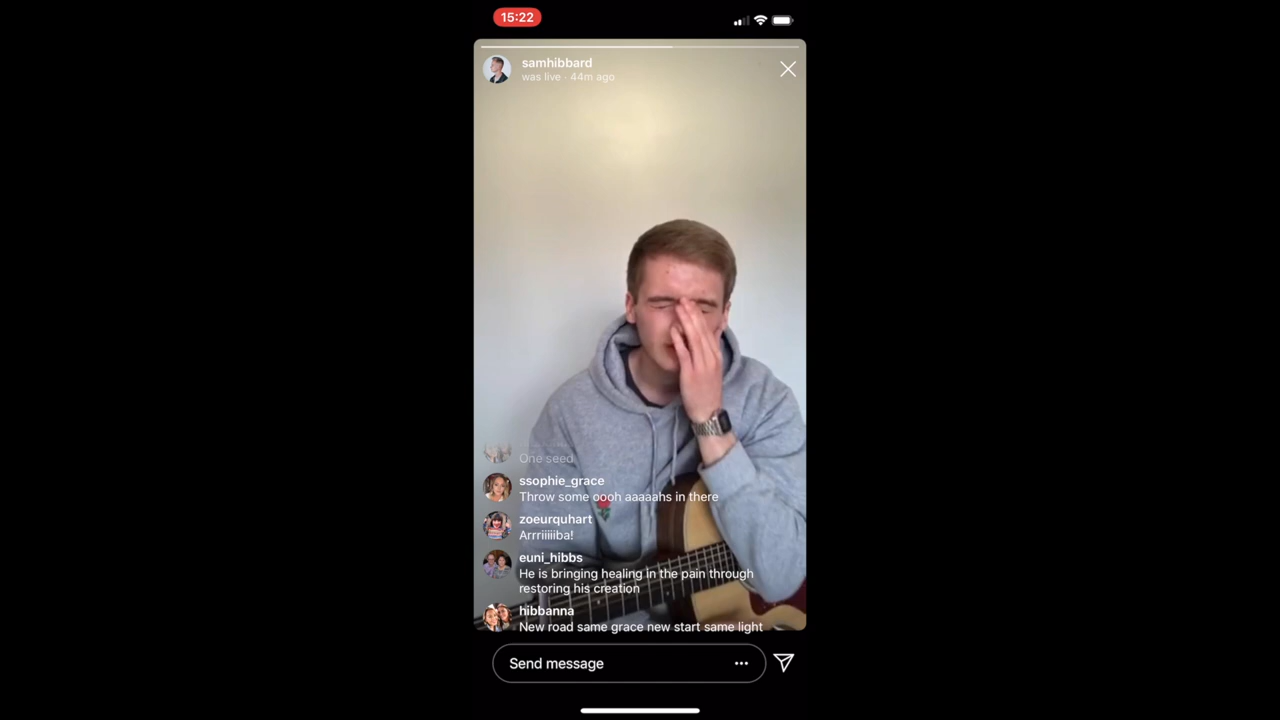 15:22
samhibbard
was live · 44m ago
One seed
ssophie_grace
Throw some oooh aaaaahs in there
zoeurquhart
Arrriiiiiba!
euni_hibbs
He is bringing healing in the pain through
restoring his creation
hibbanna
New road same grace new start same light
Send message